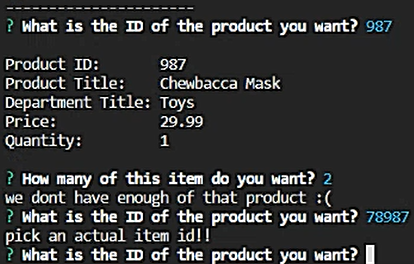 ----------------------
? What is the ID of the product you want? 987
Product ID: 987
Product Title: Chewbacca Mask
Department Title: Toys
Price: 29.99
Quantity: 1
? How many of this item do you want? 2
we dont have enough of that product :(
? What is the ID of the product you want? 78987
pick an actual item id!!
? What is the ID of the product you want?